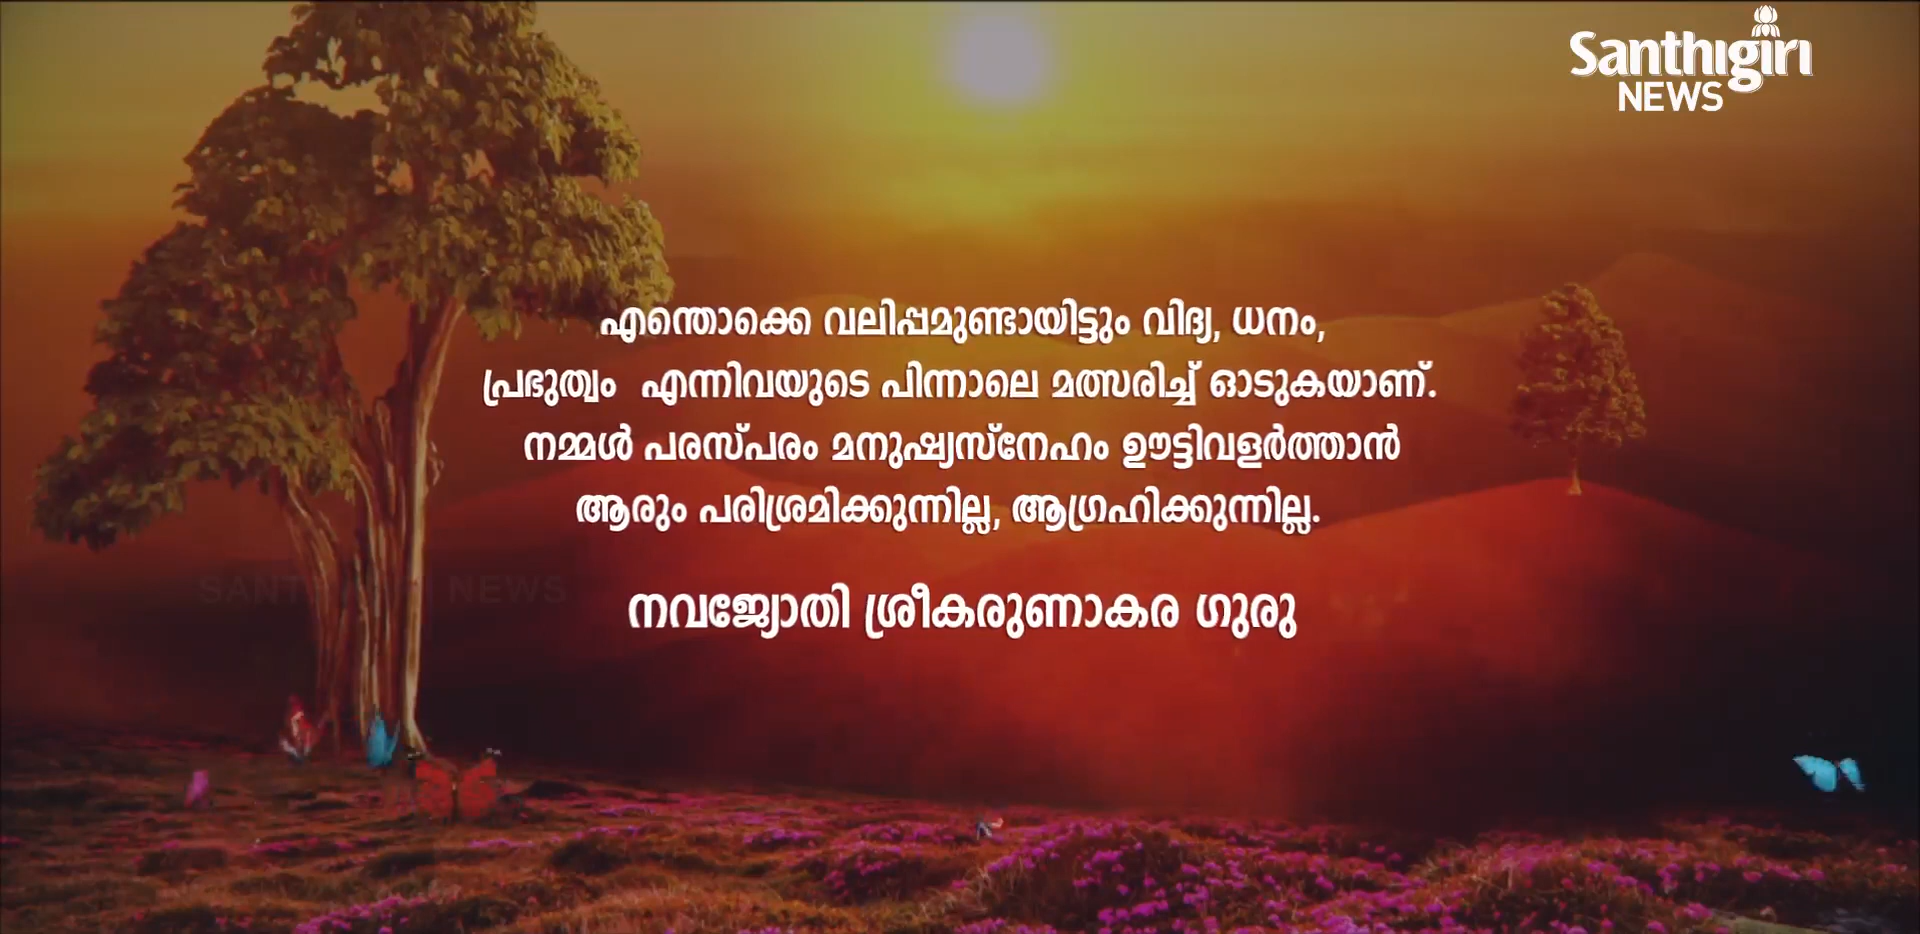 Santhigiri
NEWS
എന്തൊക്കെ വലിപ്പമുണ്ടായിട്ടും വിദ്യ, ധനം,
പ്രഭുത്വം എന്നിവയുടെ പിന്നാലെ മത്സരിച്ച് ഓടുകയാണ്.
നമ്മൾ പരസ്പരം മനുഷ്യസ്നേഹം ഊട്ടിവളർത്താൻ
ആരും പരിശ്രമിക്കുന്നില്ല, ആഗ്രഹിക്കുന്നില്ല.
നവജ്യോതി ശ്രീകരുണാകര ഗുരു